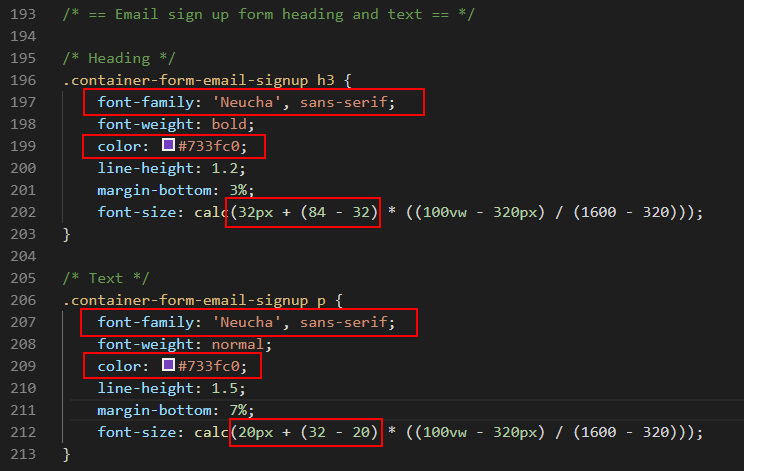 193 /* == Email sign up form heading and text == */
194
195 /* Heading */
196 .container-form-email-signup h3 {
197 font-family: 'Neucha', sans-serif;
198 font-weight: bold;
199 color: #733fc0;
200 line-height: 1.2;
201 margin-bottom: 3%;
202 font-size: calc(32px + (84 - 32) * ((100vw - 320px) / (1600 - 320)));
203 }
204
205 /* Text */
206 .container-form-email-signup p {
207 font-family: 'Neucha', sans-serif;
208 font-weight: normal;
209 color: #733fc0;
210 line-height: 1.5;
211 margin-bottom: 7%;
212 font-size: calc(20px + (32 - 20) * ((100vw - 320px) / (1600 - 320)));
213 }